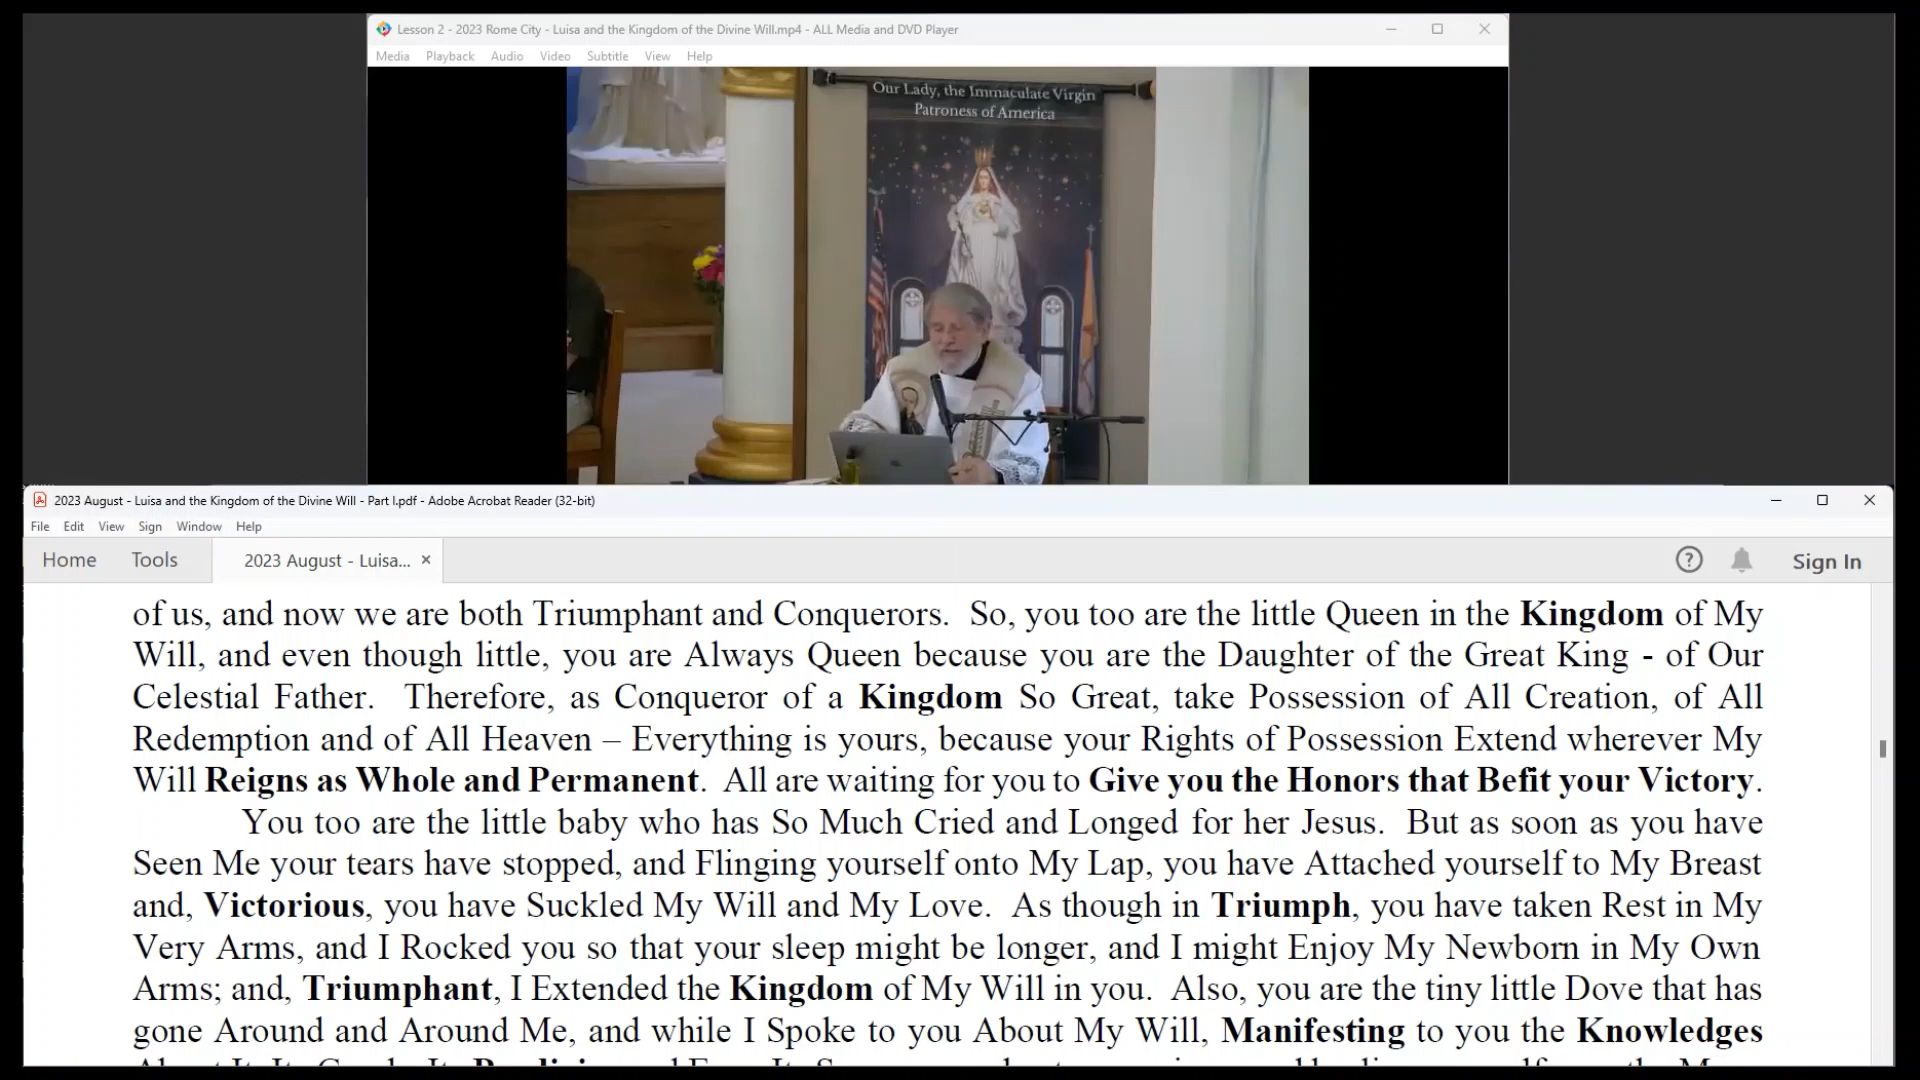 Lesson 2 - 2023 Rome City - Luisa and the Kingdom of the Divine Will.mp4 - ALL Media and DVD Player
Media Playback Audio Video Subtitle View Help
Our Lady, the Immaculate Virgin
Patroness of America
2023 August - Luisa and the Kingdom of the Divine Will - Part I.pdf - Adobe Acrobat Reader (32-bit)
File Edit View Sign Window Help
Home Tools 2023 August - Luisa... × Sign In
of us, and now we are both Triumphant and Conquerors. So, you too are the little Queen in the Kingdom of My
Will, and even though little, you are Always Queen because you are the Daughter of the Great King - of Our
Celestial Father. Therefore, as Conqueror of a Kingdom So Great, take Possession of All Creation, of All
Redemption and of All Heaven – Everything is yours, because your Rights of Possession Extend wherever My
Will Reigns as Whole and Permanent. All are waiting for you to Give you the Honors that Befit your Victory.
You too are the little baby who has So Much Cried and Longed for her Jesus. But as soon as you have
Seen Me your tears have stopped, and Flinging yourself onto My Lap, you have Attached yourself to My Breast
and, Victorious, you have Suckled My Will and My Love. As though in Triumph, you have taken Rest in My
Very Arms, and I Rocked you so that your sleep might be longer, and I might Enjoy My Newborn in My Own
Arms; and, Triumphant, I Extended the Kingdom of My Will in you. Also, you are the tiny little Dove that has
gone Around and Around Me, and while I Spoke to you About My Will, Manifesting to you the Knowledges